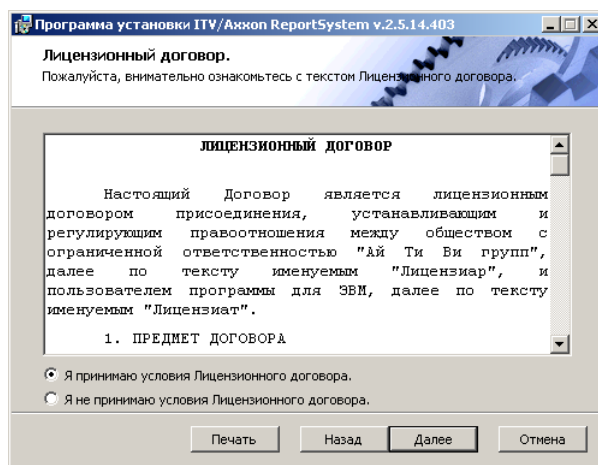 Программа установки ITV/Axxon ReportSystem v.2.5.14.403
Лицензионный договор.
Пожалуйста, внимательно ознакомьтесь с текстом Лицензионного договора.
ЛИЦЕНЗИОННЫЙ ДОГОВОР
Настоящий Договор является лицензионным
договором присоединения, устанавливающим и
регулирующим правоотношения между обществом с
ограниченной ответственностью "Ай Ти Ви групп",
далее по тексту именуемым "Лицензиар", и
пользователем программы для ЭВМ, далее по тексту
именуемым "Лицензиат".
1. ПРЕДМЕТ ДОГОВОРА
Я принимаю условия Лицензионного договора.
Я не принимаю условия Лицензионного договора.
Печать Назад Далее Отмена